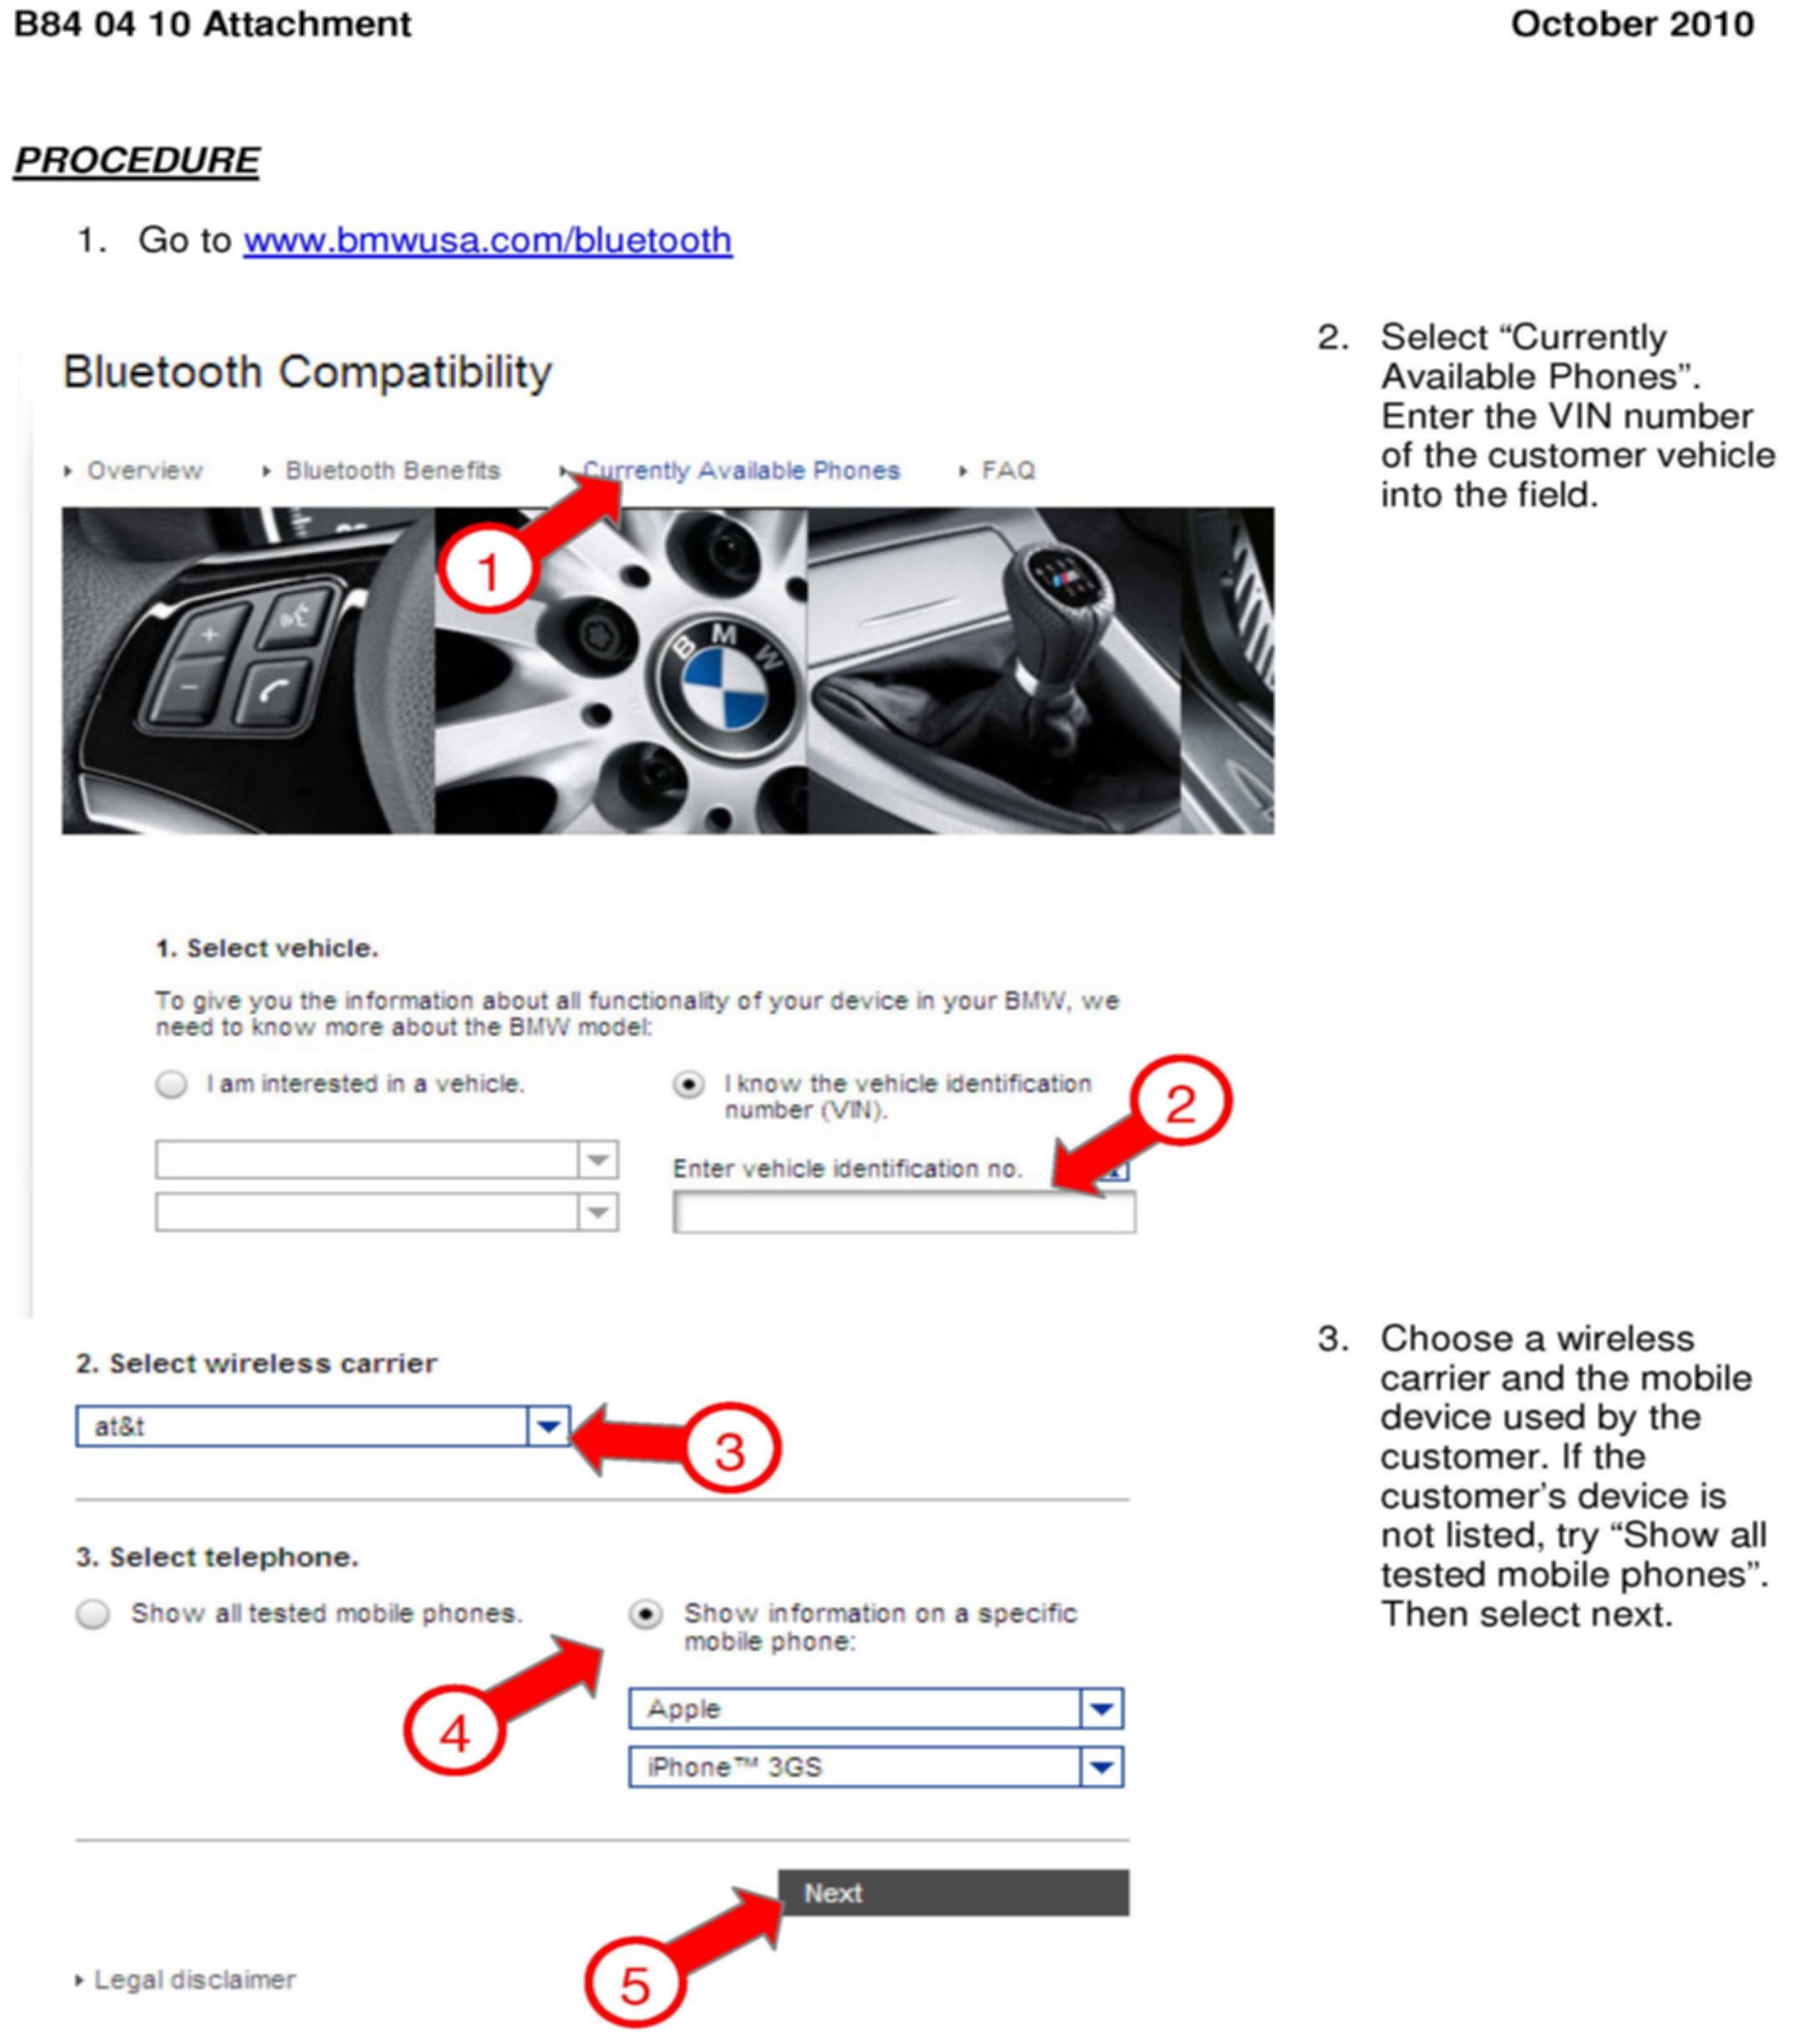 B84 04 10 Attachment October 2010
PROCEDURE
1. Go to www.bmwusa.com/bluetooth
2. Select “Currently
Available Phones”.
Enter the VIN number
of the customer vehicle
into the field.
Bluetooth Compatibility
Overview Bluetooth Benefits Currently Available Phones FAQ
1
B M W
1. Select vehicle.
To give you the information about all functionality of your device in your BMW, we
need to know more about the BMW model:
I am interested in a vehicle.
I know the vehicle identification
number (VIN).
2
Enter vehicle identification no.
2. Select wireless carrier
at&t
3
3. Select telephone.
Show all tested mobile phones.
Show information on a specific
mobile phone:
4
Apple
iPhone™ 3GS
Next
5
Legal disclaimer
3. Choose a wireless
carrier and the mobile
device used by the
customer. If the
customer’s device is
not listed, try “Show all
tested mobile phones”.
Then select next.